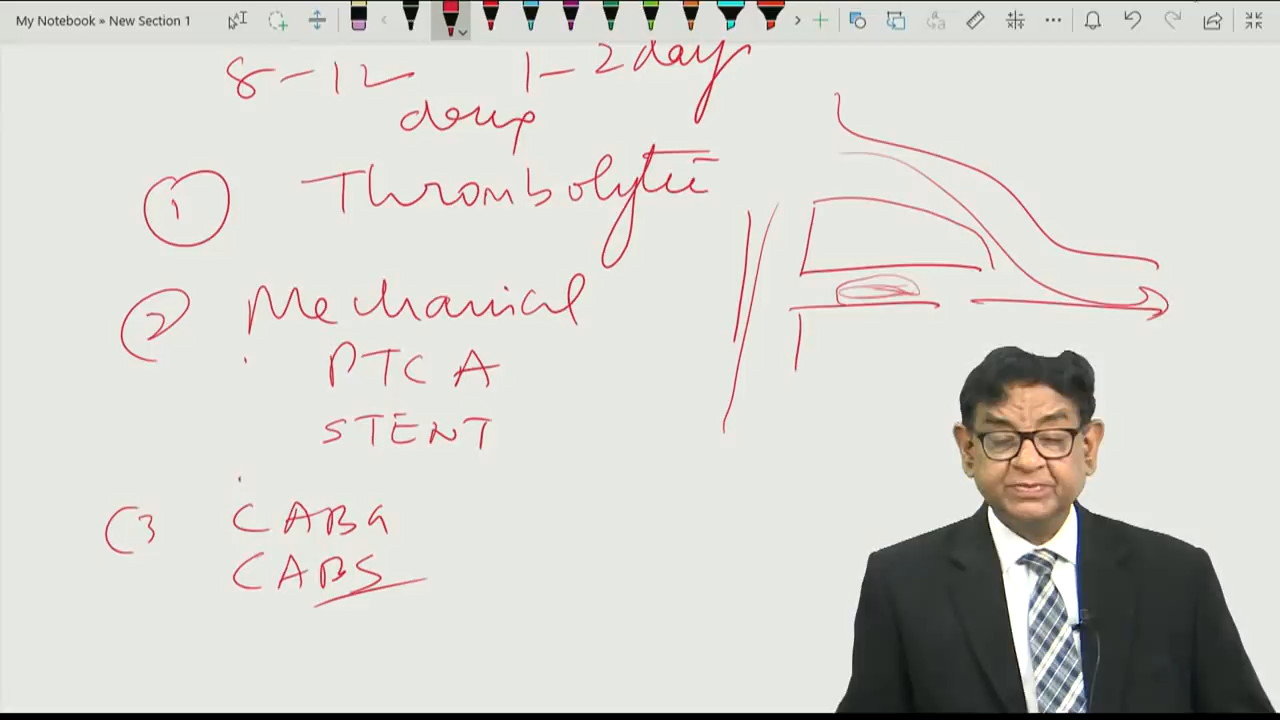 My Notebook » New Section 1
8-12 1-2 day
① Thrombolytic
② Mechanical
PTCA
STENT
(3 CABG
CABS